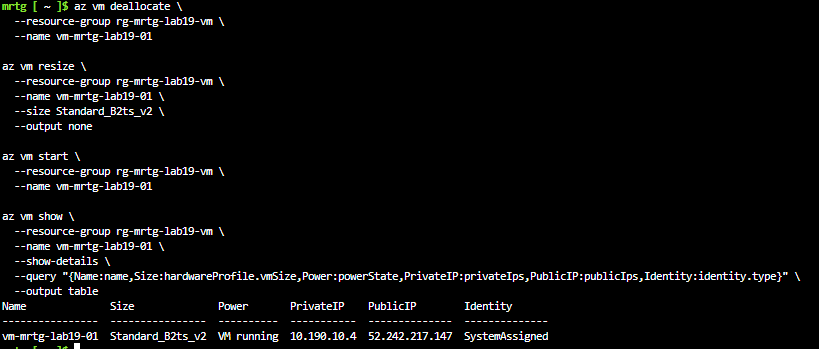 mrtg [ ~ ]$ az vm deallocate \
  --resource-group rg-mrtg-lab19-vm \
  --name vm-mrtg-lab19-01

az vm resize \
  --resource-group rg-mrtg-lab19-vm \
  --name vm-mrtg-lab19-01 \
  --size Standard_B2ts_v2 \
  --output none

az vm start \
  --resource-group rg-mrtg-lab19-vm \
  --name vm-mrtg-lab19-01

az vm show \
  --resource-group rg-mrtg-lab19-vm \
  --name vm-mrtg-lab19-01 \
  --show-details \
  --query "{Name:name,Size:hardwareProfile.vmSize,Power:powerState,PrivateIP:privateIps,PublicIP:publicIps,Identity:identity.type}" \
  --output table
Name              Size              Power       PrivateIP    PublicIP        Identity
----------------  ----------------  ----------  -----------  --------------  --------------
vm-mrtg-lab19-01  Standard_B2ts_v2  VM running  10.190.10.4  52.242.217.147  SystemAssigned
mrtg [ ~ ]$